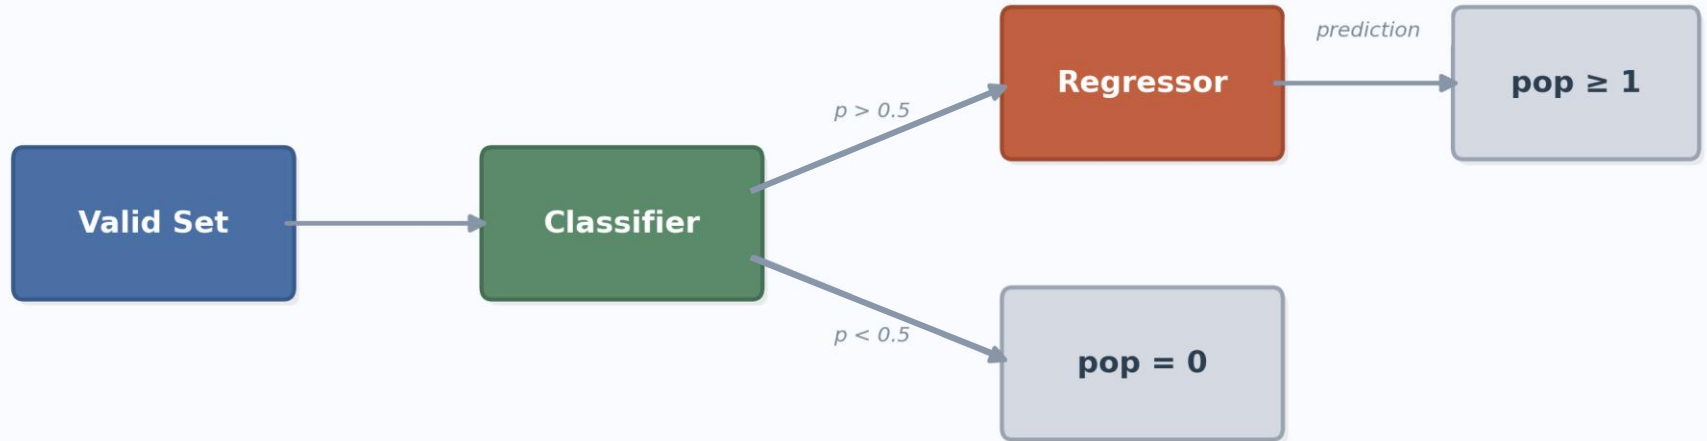 Valid Set
Classifier
p > 0.5
Regressor
prediction
pop ≥ 1
p < 0.5
pop = 0